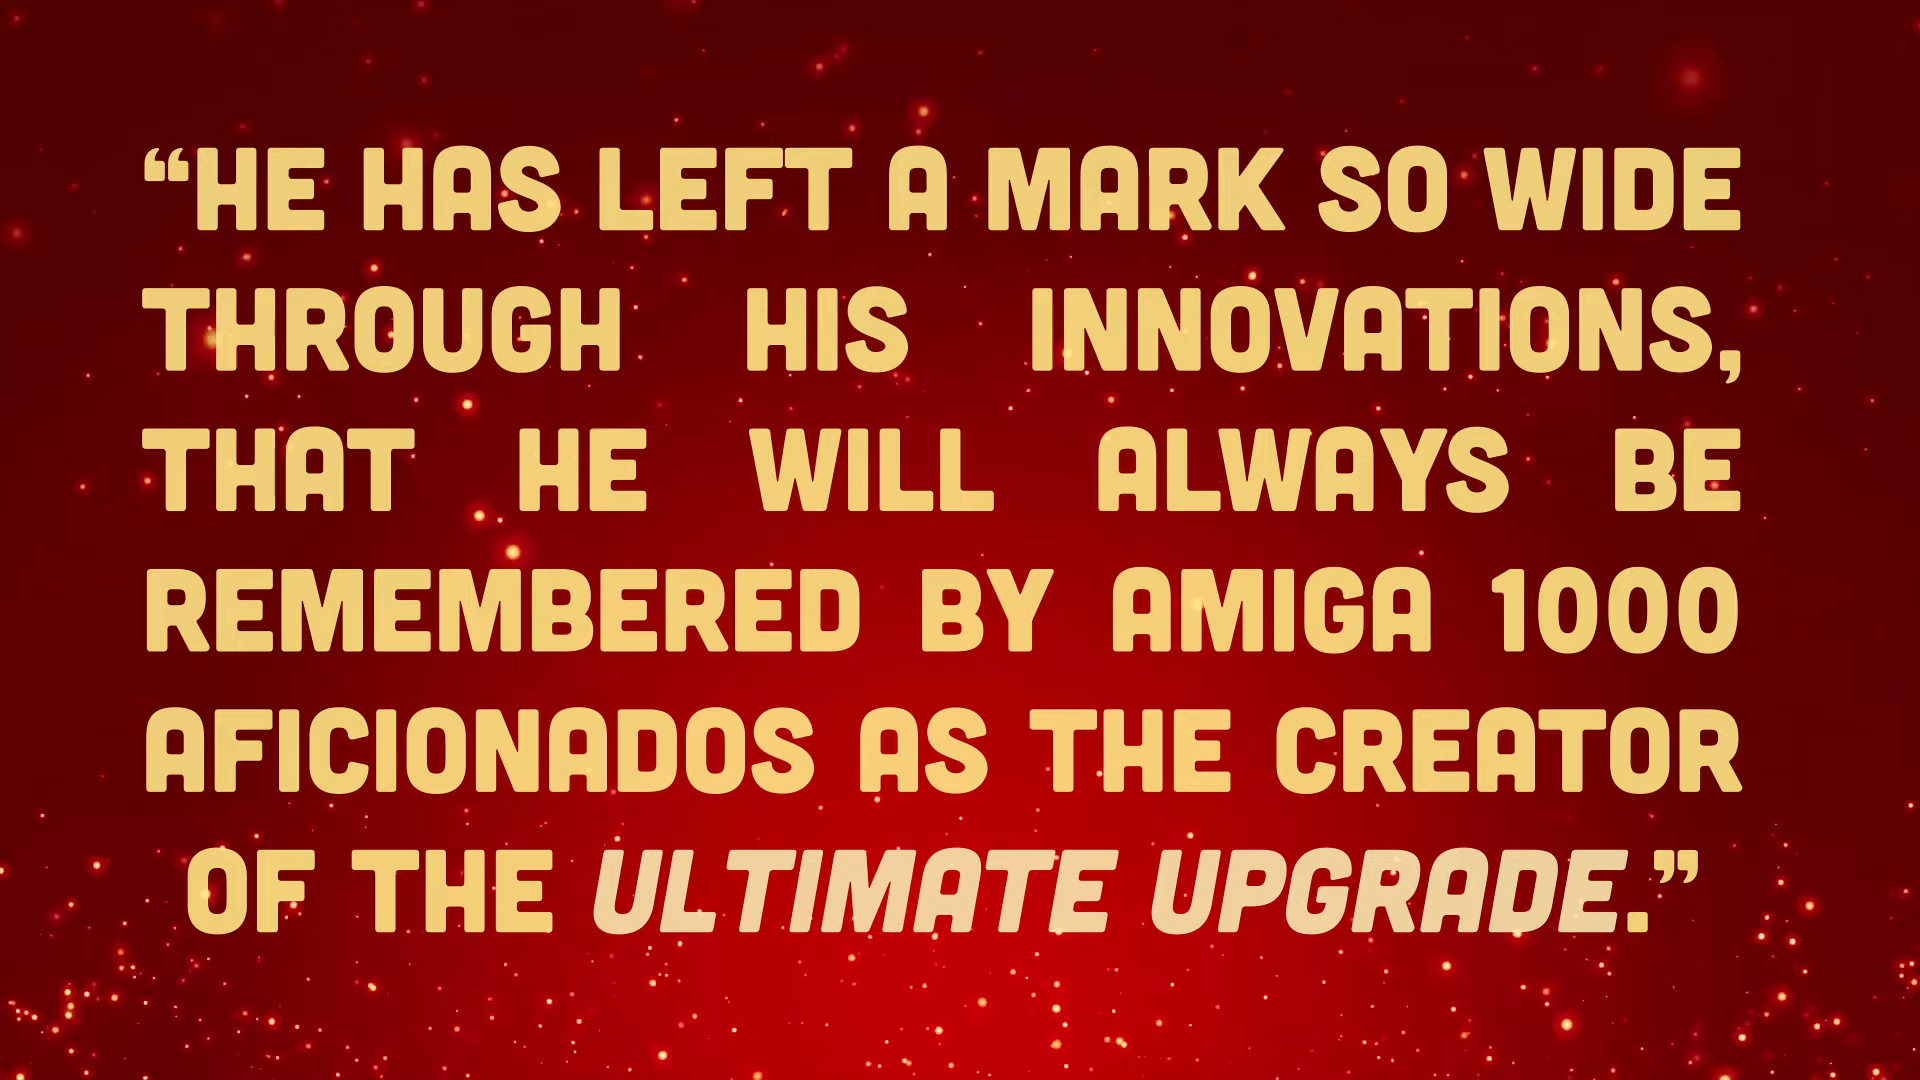 “HE HAS LEFT A MARK SO WIDE
THROUGH HIS INNOVATIONS,
THAT HE WILL ALWAYS BE
REMEMBERED BY AMIGA 1000
AFICIONADOS AS THE CREATOR
OF THE ULTIMATE UPGRADE.”